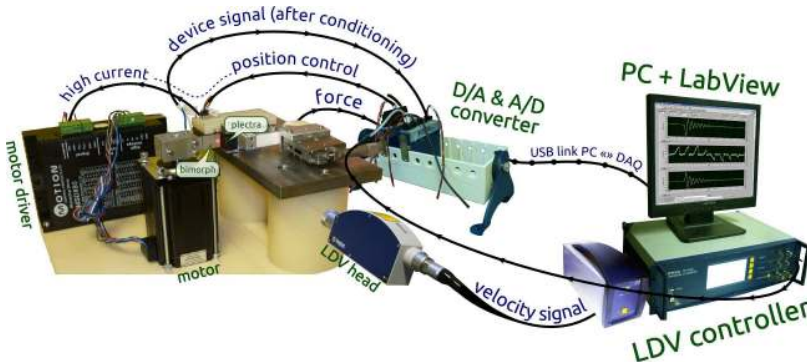 device signal (after conditioning)
high current
position control
force
plectra
D/A & A/D
converter
PC + LabView
USB link PC «» DAQ
motor driver
MOTION
bimorph
motor
LDV head
velocity signal
LDV controller